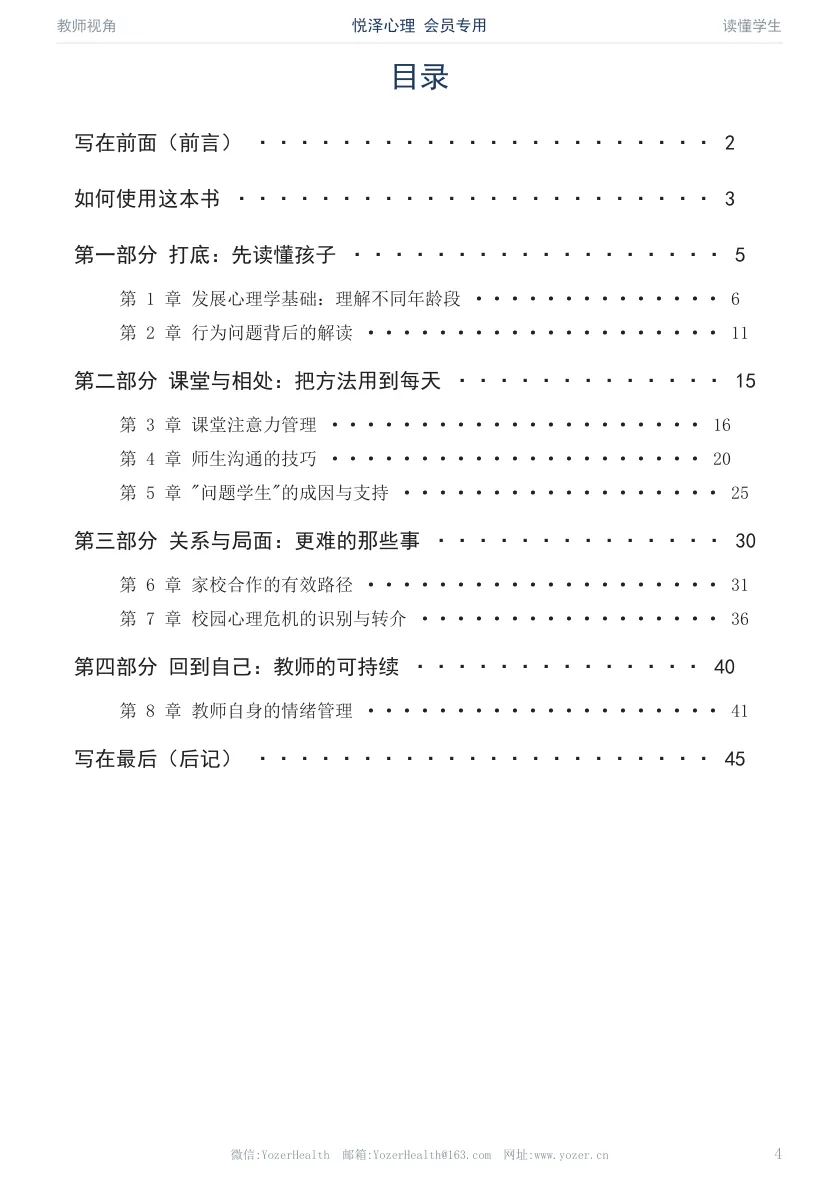 教师视角 悦泽心理 会员专用 读懂学生
目录
写在前面（前言） · · · · · · · · · · · · · · · · · · · · · · 2
如何使用这本书 · · · · · · · · · · · · · · · · · · · · · · · 3
第一部分 打底：先读懂孩子 · · · · · · · · · · · · · · · · · · 5
第 1 章 发展心理学基础：理解不同年龄段 · · · · · · · · · · · · · · 6
第 2 章 行为问题背后的解读 · · · · · · · · · · · · · · · · · · · · 11
第二部分 课堂与相处：把方法用到每天 · · · · · · · · · · · · · 15
第 3 章 课堂注意力管理 · · · · · · · · · · · · · · · · · · · · · 16
第 4 章 师生沟通的技巧 · · · · · · · · · · · · · · · · · · · · · 20
第 5 章 "问题学生"的成因与支持 · · · · · · · · · · · · · · · · · · 25
第三部分 关系与局面：更难的那些事 · · · · · · · · · · · · · · 30
第 6 章 家校合作的有效路径 · · · · · · · · · · · · · · · · · · · · 31
第 7 章 校园心理危机的识别与转介 · · · · · · · · · · · · · · · · · 36
第四部分 回到自己：教师的可持续 · · · · · · · · · · · · · · 40
第 8 章 教师自身的情绪管理 · · · · · · · · · · · · · · · · · · · · 41
写在最后（后记） · · · · · · · · · · · · · · · · · · · · · · 45
微信:YozerHealth 邮箱:YozerHealth@163.com 网址:www.yozer.cn 4